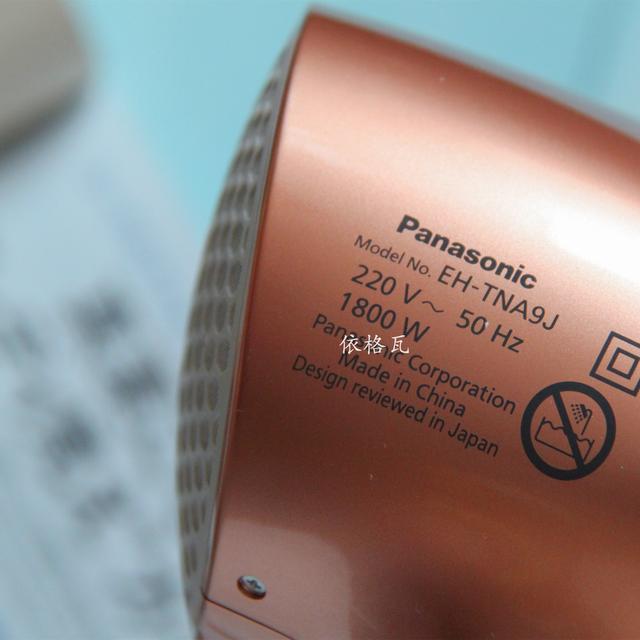 Panasonic
Model No. EH-TNA9J
220 V～ 50 Hz
1800 W
Panasonic Corporation
Made in China
Design reviewed in Japan
依格瓦